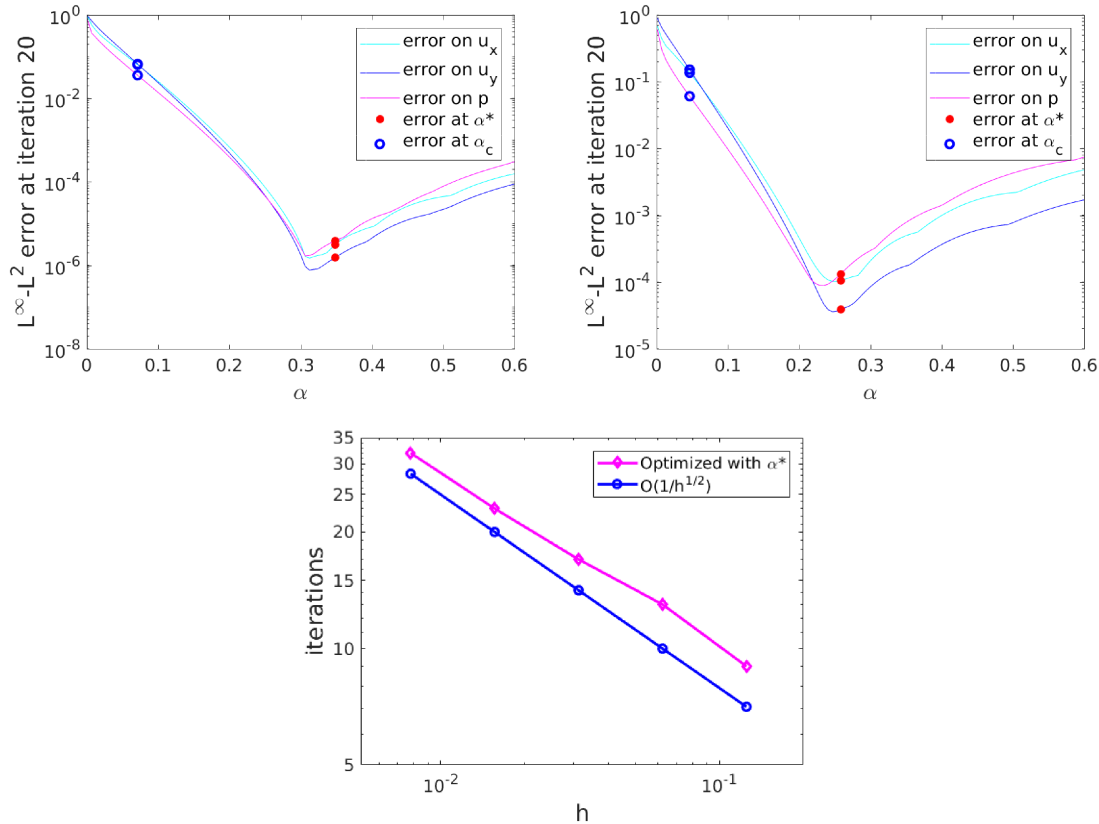 L∞-L2 error at iteration 20
10^0
10^-2
10^-4
10^-6
10^-8
0 0.1 0.2 0.3 0.4 0.5 0.6
α
error on u_x
error on u_y
error on p
error at α*
error at α_c
L∞-L2 error at iteration 20
10^0
10^-1
10^-2
10^-3
10^-4
10^-5
0 0.1 0.2 0.3 0.4 0.5 0.6
α
error on u_x
error on u_y
error on p
error at α*
error at α_c
iterations
35
30
25
20
15
10
5
10^-2 10^-1
h
Optimized with α*
O(1/h^1/2)